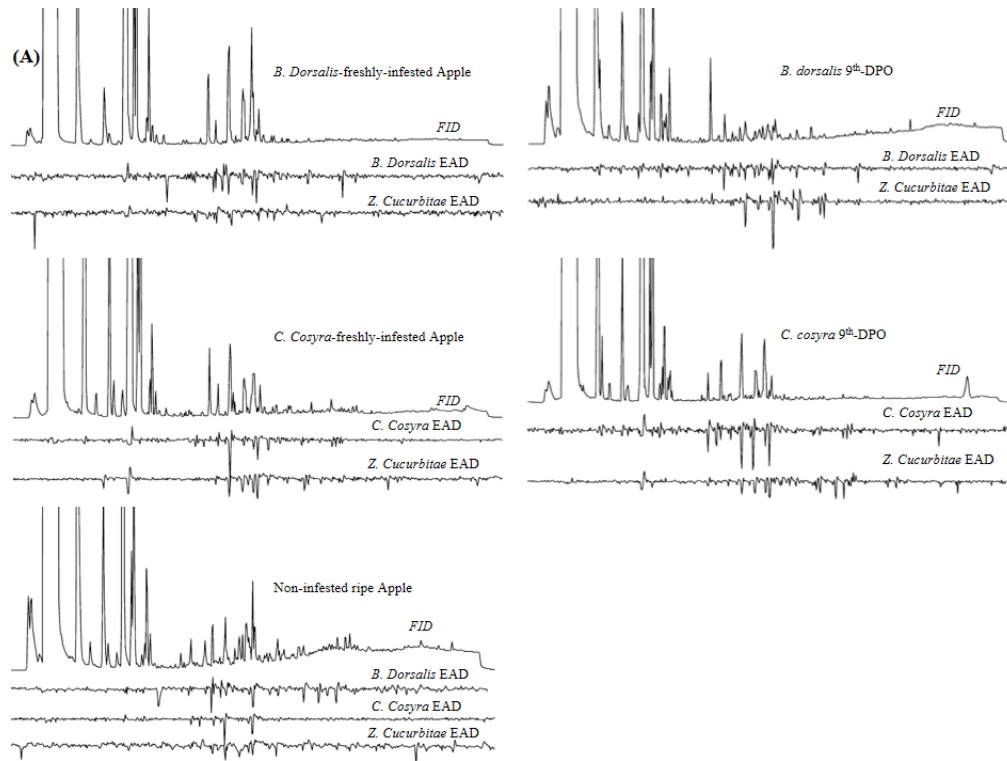 (A)
B. Dorsalis-freshly-infested Apple
FID
B. Dorsalis EAD
Z. Cucurbitae EAD
B. dorsalis 9th-DPO
FID
B. Dorsalis EAD
Z. Cucurbitae EAD
C. Cosyra-freshly-infested Apple
FID
C. Cosyra EAD
Z. Cucurbitae EAD
C. cosyra 9th-DPO
FID
C. Cosyra EAD
Z. Cucurbitae EAD
Non-infested ripe Apple
FID
B. Dorsalis EAD
C. Cosyra EAD
Z. Cucurbitae EAD